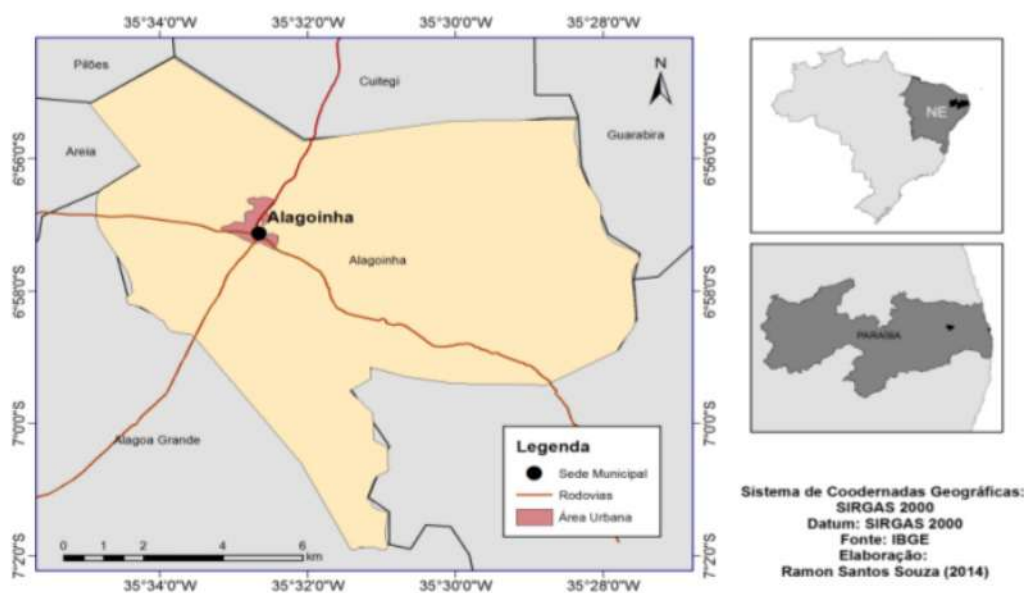 35°34'0"W 35°32'0"W 35°30'0"W 35°28'0"W
Pilões
Cuitegi
N
Guarabira
Areia
6°56'0"S 6°56'0"S
Alagoinha
Alagoinha
6°58'0"S 6°58'0"S
7°0'0"S 7°0'0"S
Alagoa Grande
Legenda
Sede Municipal
Rodovias
Área Urbana
0 1 2 4 6
km
7°2'0"S 7°2'0"S
35°34'0"W 35°32'0"W 35°30'0"W 35°28'0"W
NE
PARAÍBA
Sistema de Coodernadas Geográficas:
SIRGAS 2000
Datum: SIRGAS 2000
Fonte: IBGE
Elaboração:
Ramon Santos Souza (2014)